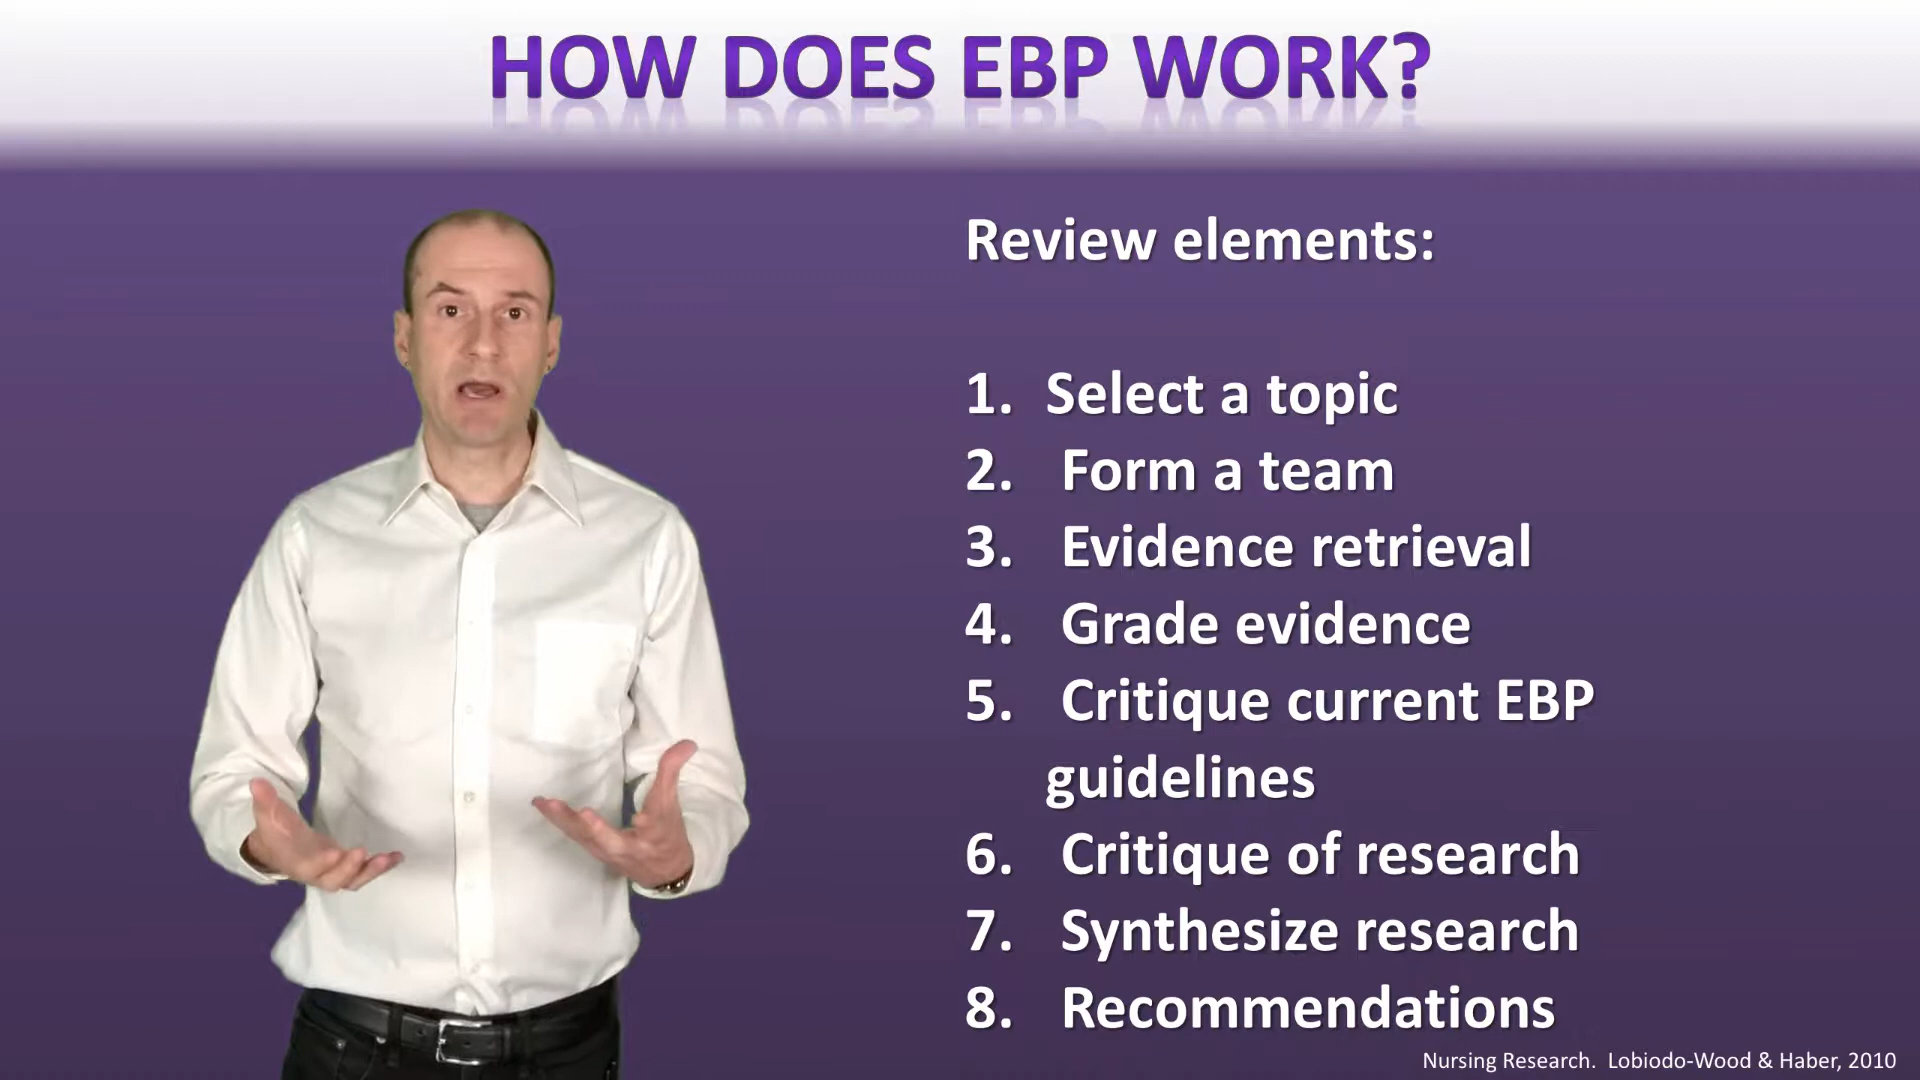 HOW DOES EBP WORK?
Review elements:
1. Select a topic
2. Form a team
3. Evidence retrieval
4. Grade evidence
5. Critique current EBP
guidelines
6. Critique of research
7. Synthesize research
8. Recommendations
Nursing Research. Lobiodo-Wood & Haber, 2010